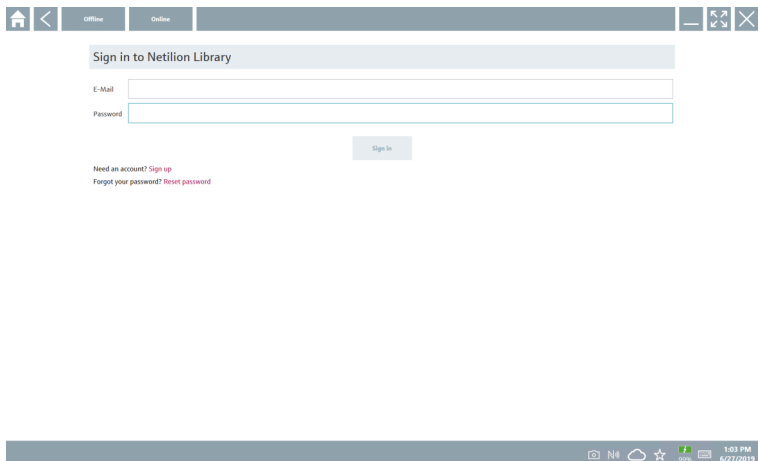 Offline Online
Sign in to Netilion Library
E-Mail
Password
Sign in
Need an account? Sign up
Forgot your password? Reset password
1:03 PM
99% 6/27/2019